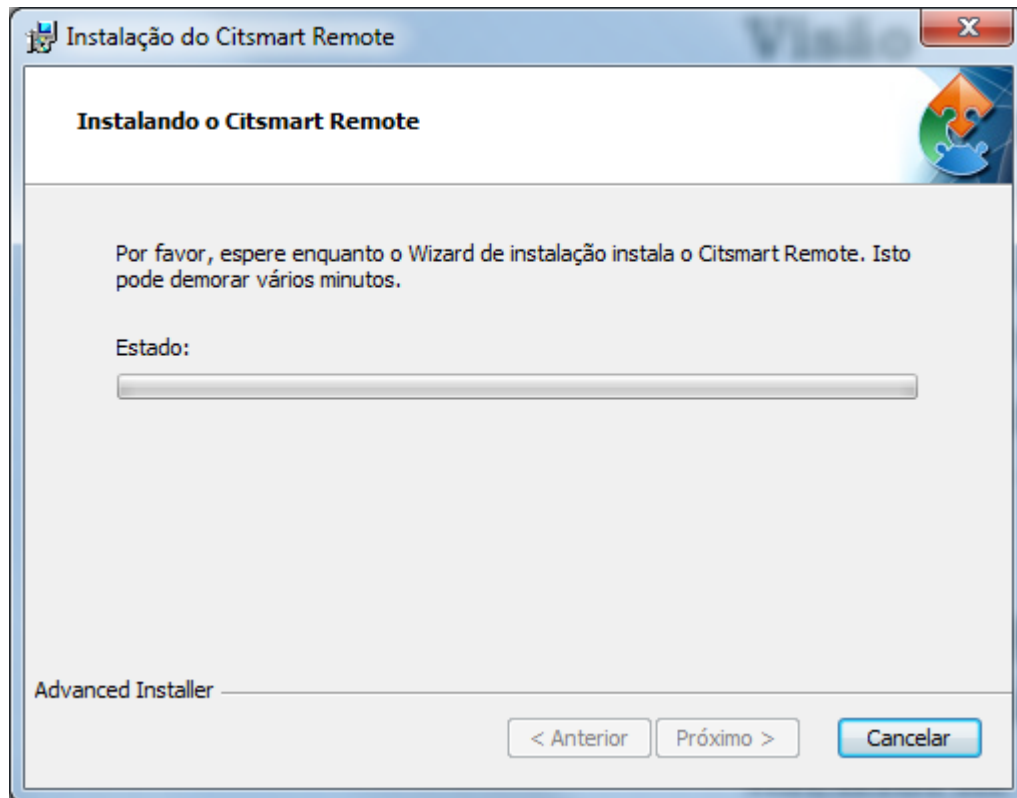 Instalação do Citsmart Remote
Visão
Instalando o Citsmart Remote
Por favor, espere enquanto o Wizard de instalação instala o Citsmart Remote. Isto
pode demorar vários minutos.
Estado:
Advanced Installer
< Anterior
Próximo >
Cancelar